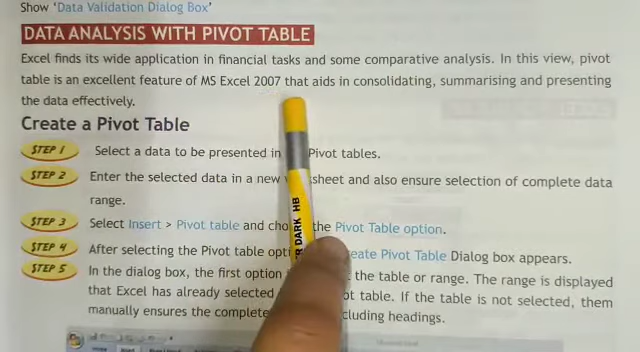 Show 'Data Validation Dialog Box'
DATA ANALYSIS WITH PIVOT TABLE
Excel finds its wide application in financial tasks and some comparative analysis. In this view, pivot
table is an excellent feature of MS Excel 2007 that aids in consolidating, summarising and presenting
the data effectively.
Create a Pivot Table
STEP 1 Select a data to be presented in Pivot tables.
STEP 2 Enter the selected data in a new sheet and also ensure selection of complete data
range.
STEP 3 Select Insert > Pivot table and cho the Pivot Table option.
STEP 4 After selecting the Pivot table opti eate Pivot Table Dialog box appears.
STEP 5 In the dialog box, the first option the table or range. The range is displayed
that Excel has already selected ot table. If the table is not selected, them
manually ensures the complete cluding headings.
DARK HB